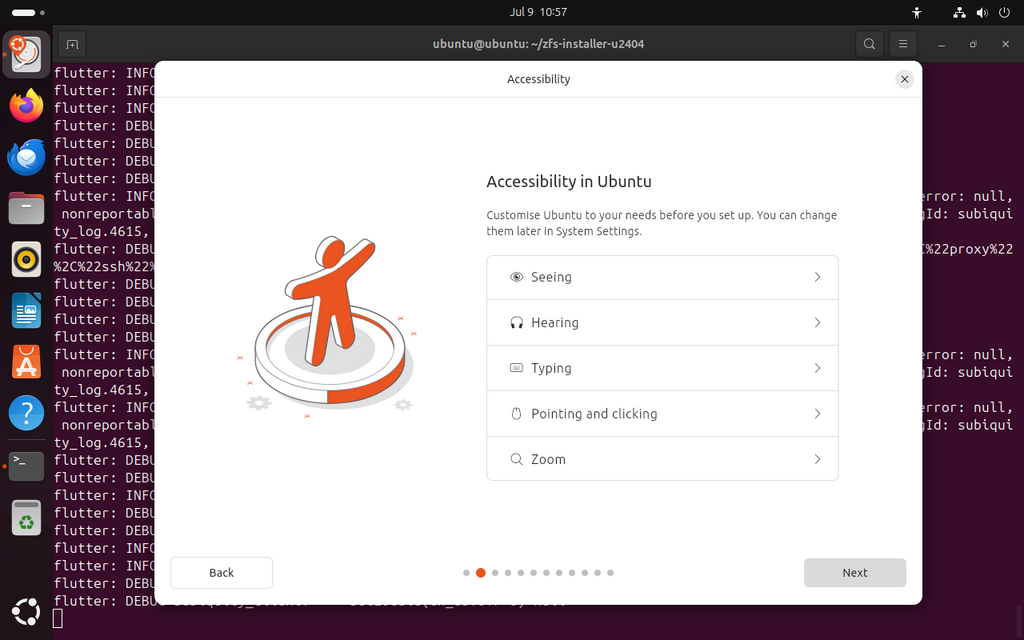 Jul 9 10:57
ubuntu@ubuntu: ~/zfs-installer-u2404
flutter: INFO
flutter: INFO
flutter: INFO
flutter: DEBU
flutter: DEBU
flutter: DEBU
flutter: DEBU
flutter: INFO error: null,
nonreportabl gId: subiqui
ty_log.4615,
flutter: DEBU %22proxy%22
%2C%22ssh%22%
flutter: DEBU
flutter: DEBU
flutter: DEBU
flutter: DEBU
flutter: INFO error: null,
nonreportabl gId: subiqui
ty_log.4615,
flutter: INFO error: null,
nonreportabl gId: subiqui
ty_log.4615,
flutter: DEBU
flutter: DEBU
flutter: INFO
flutter: DEBU
flutter: DEBU
flutter: INFO
flutter: INFO
flutter: DEBU
flutter: DEBUG
Accessibility
Accessibility in Ubuntu
Customise Ubuntu to your needs before you set up. You can change
them later in System Settings.
Seeing
Hearing
Typing
Pointing and clicking
Zoom
Back
Next